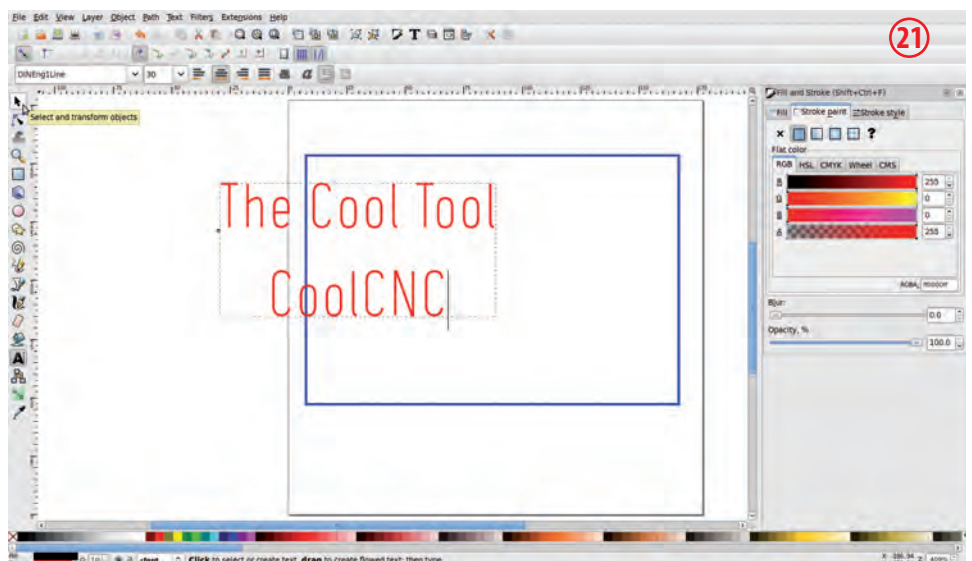 File Edit View Layer Object Path Text Filters Extensions Help
21
DINEng1Line 30
Select and transform objects
Fill and Stroke (Shift+Ctrl+F)
Fill Stroke paint Stroke style
Flat color
RGB HSL CMYK Wheel CMS
R 255
G 0
B 0
A 255
RGBA:
Blur:
0.0
Opacity, %
100.0
The Cool Tool
CoolCNC
Click to select or create text, drag to create flowed text; then type.